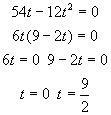 54t − 12t² = 0
6t(9 − 2t) = 0
6t = 0 9 − 2t = 0
t = 0 t = 9/2